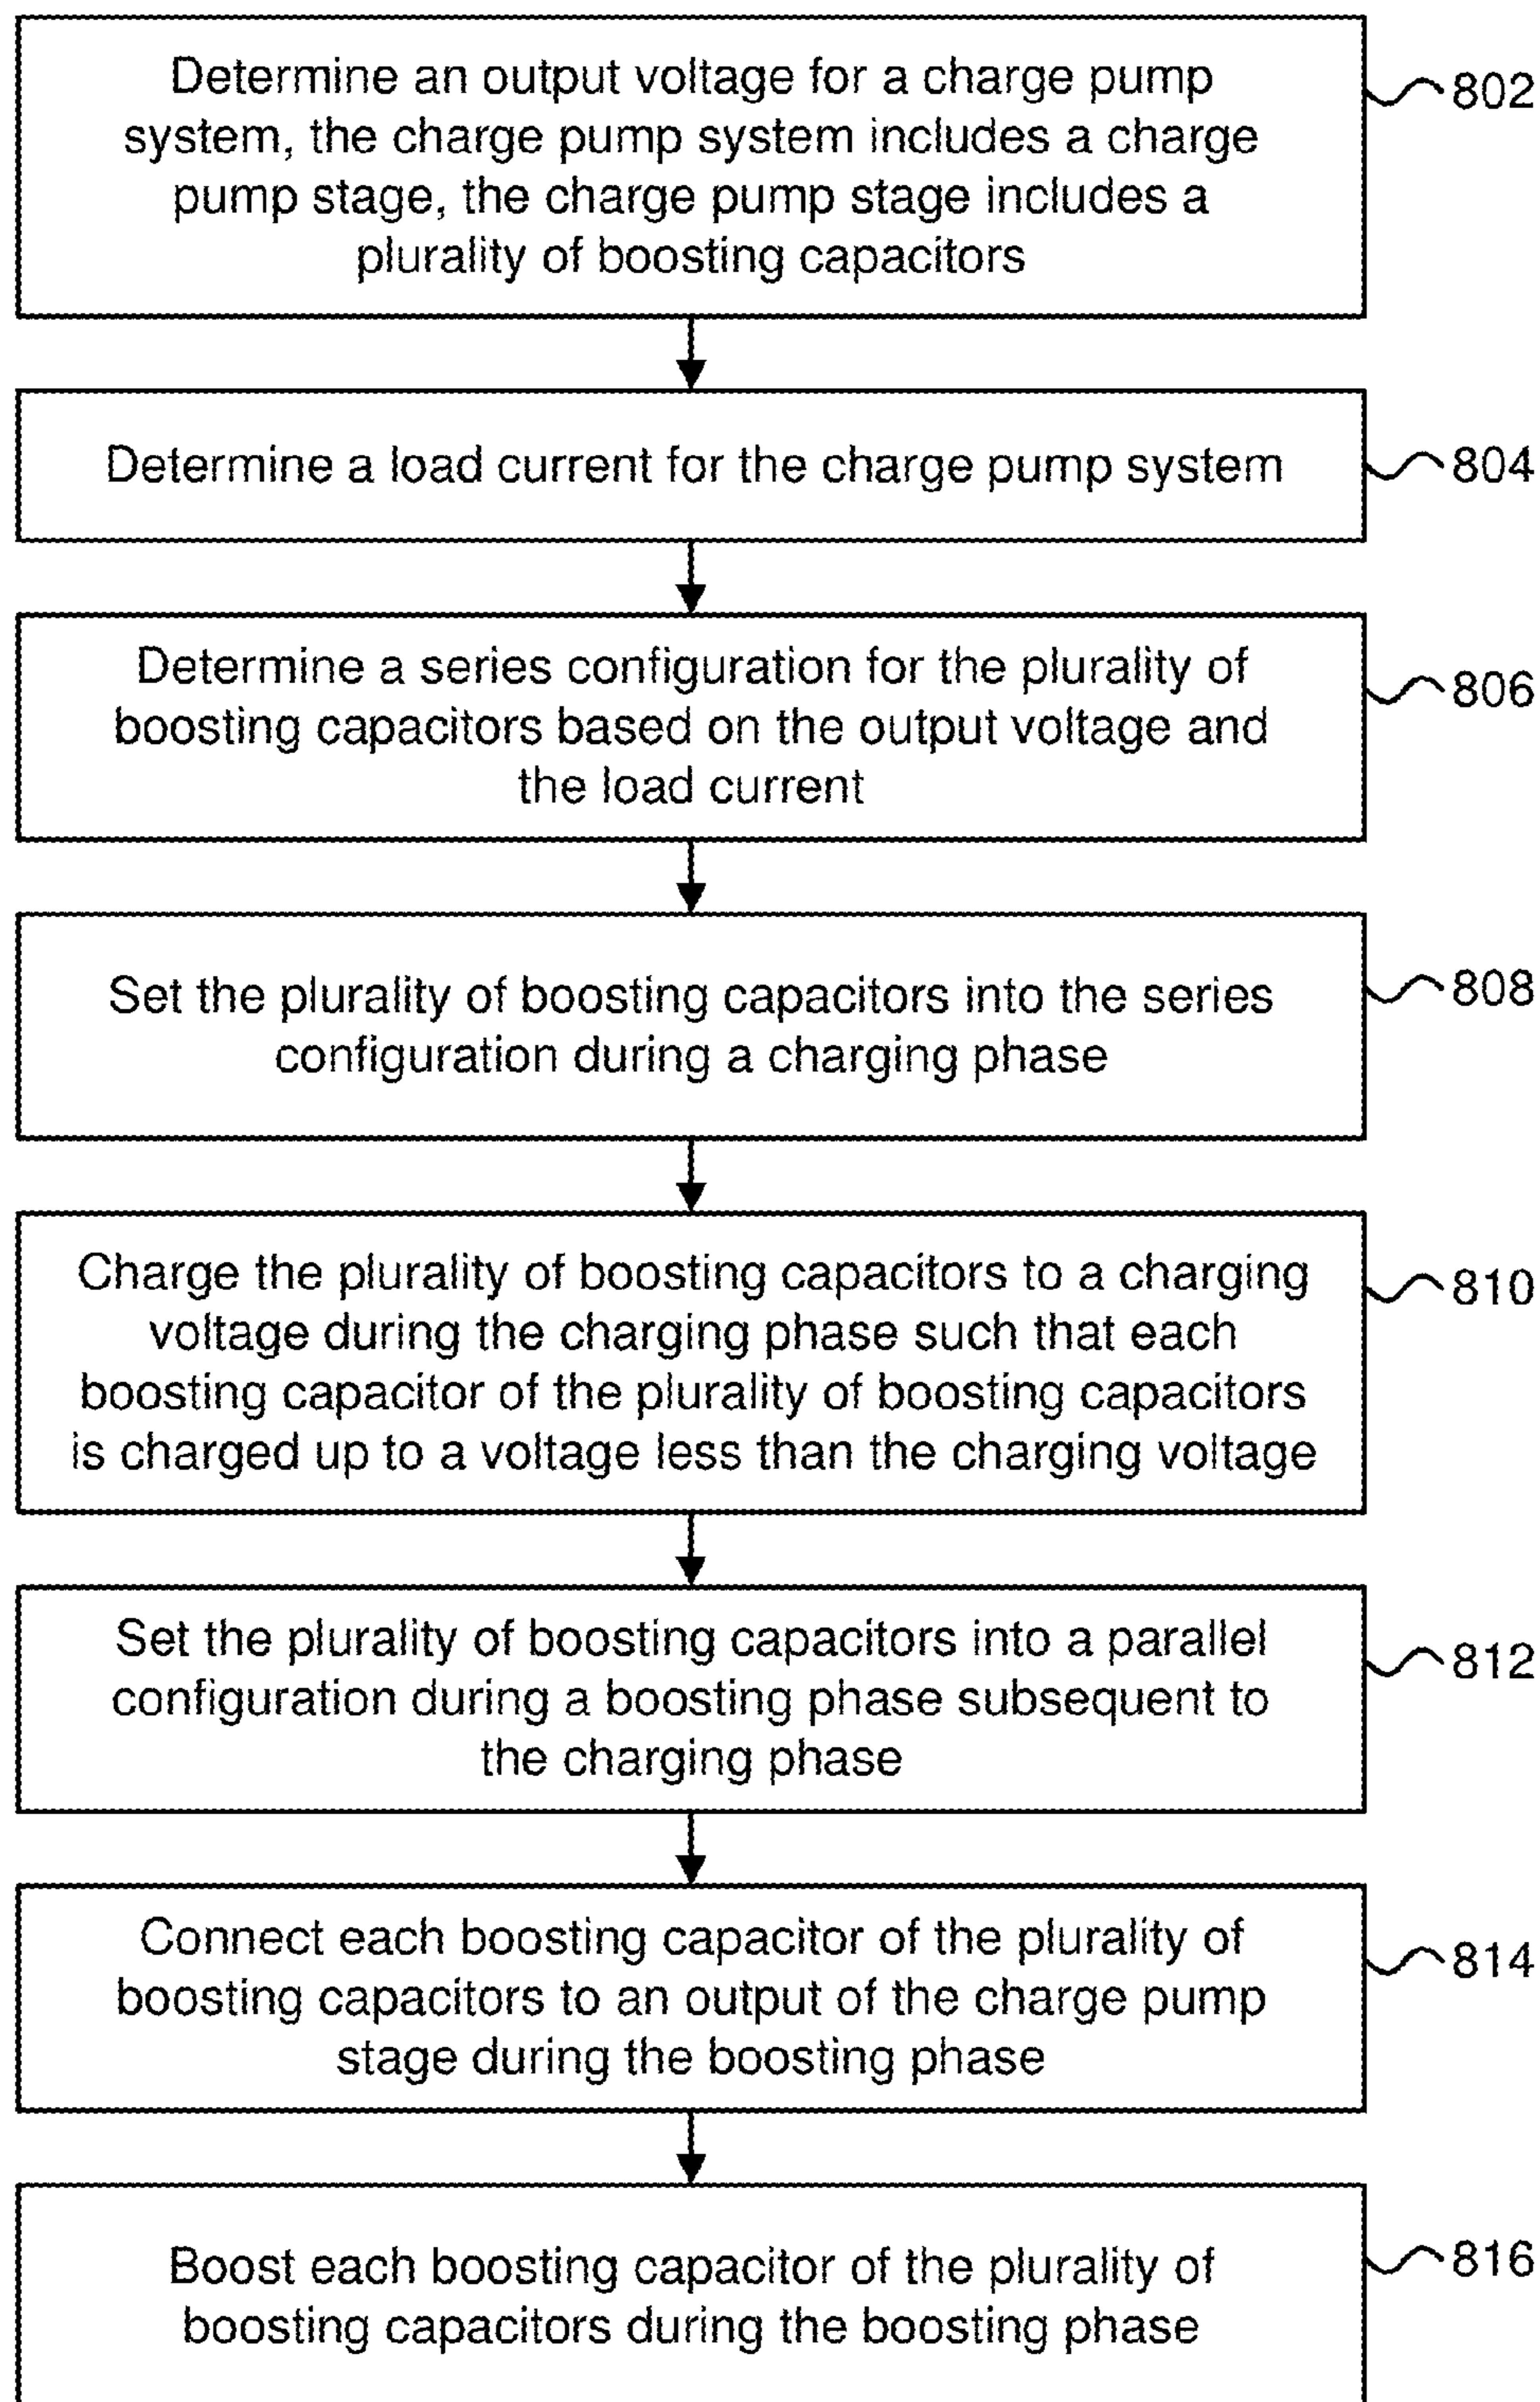 Determine an output voltage for a charge pump
system, the charge pump system includes a charge
pump stage, the charge pump stage includes a
plurality of boosting capacitors
802
Determine a load current for the charge pump system
804
Determine a series configuration for the plurality of
boosting capacitors based on the output voltage and
the load current
806
Set the plurality of boosting capacitors into the series
configuration during a charging phase
808
Charge the plurality of boosting capacitors to a charging
voltage during the charging phase such that each
boosting capacitor of the plurality of boosting capacitors
is charged up to a voltage less than the charging voltage
810
Set the plurality of boosting capacitors into a parallel
configuration during a boosting phase subsequent to
the charging phase
812
Connect each boosting capacitor of the plurality of
boosting capacitors to an output of the charge pump
stage during the boosting phase
814
Boost each boosting capacitor of the plurality of
boosting capacitors during the boosting phase
816